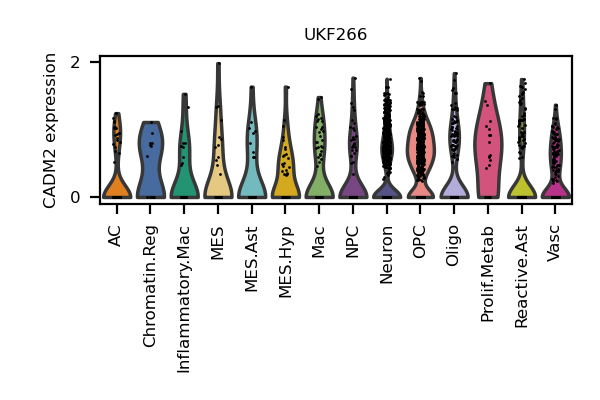 UKF266
CADM2 expression
2
0
AC
Chromatin.Reg
Inflammatory.Mac
MES
MES.Ast
MES.Hyp
Mac
NPC
Neuron
OPC
Oligo
Prolif.Metab
Reactive.Ast
Vasc